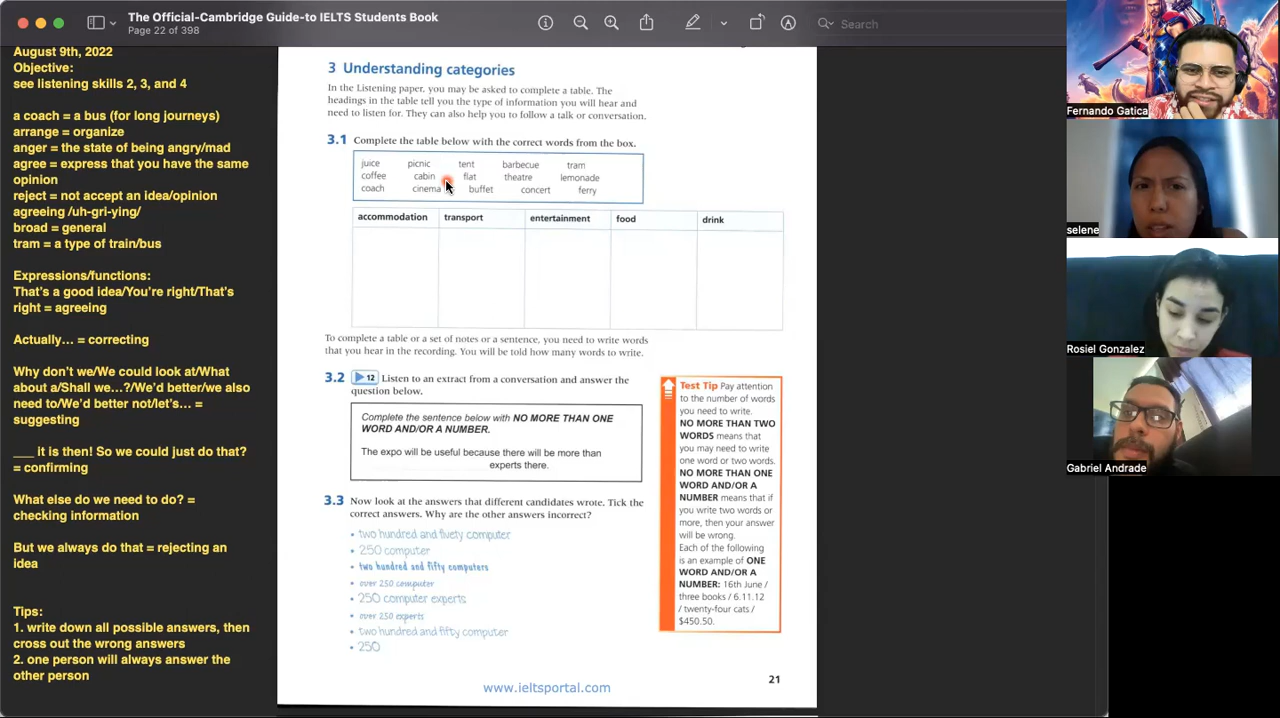 The Official-Cambridge Guide-to IELTS Students Book
Page 22 of 398
Search
August 9th, 2022
Objective:
see listening skills 2, 3, and 4
a coach = a bus (for long journeys)
arrange = organize
anger = the state of being angry/mad
agree = express that you have the same
opinion
reject = not accept an idea/opinion
agreeing /uh-gri-ying/
broad = general
tram = a type of train/bus
Expressions/functions:
That's a good idea/You're right/That's
right = agreeing
Actually… = correcting
Why don't we/We could look at/What
about a/Shall we…?/We'd better/we also
need to/We'd better not/let's… =
suggesting
___ it is then! So we could just do that?
= confirming
What else do we need to do? =
checking information
But we always do that = rejecting an
idea
Tips:
1. write down all possible answers, then
cross out the wrong answers
2. one person will always answer the
other person
3 Understanding categories
In the Listening paper, you may be asked to complete a table. The
headings in the table tell you the type of information you will hear and
need to listen for. They can also help you to follow a talk or conversation.
3.1 Complete the table below with the correct words from the box.
juice picnic tent barbecue tram
coffee cabin flat theatre lemonade
coach cinema buffet concert ferry
accommodation transport entertainment food drink
To complete a table or a set of notes or a sentence, you need to write words
that you hear in the recording. You will be told how many words to write.
3.2 12 Listen to an extract from a conversation and answer the
question below.
Complete the sentence below with NO MORE THAN ONE
WORD AND/OR A NUMBER.
The expo will be useful because there will be more than
experts there.
3.3 Now look at the answers that different candidates wrote. Tick the
correct answers. Why are the other answers incorrect?
• two hundred and fivety computer
• 250 computer
• two hundred and fifty computers
• over 250 computer
• 250 computer experts
• over 250 experts
• two hundred and fifty computer
• 250
Test Tip Pay attention
to the number of words
you need to write.
NO MORE THAN TWO
WORDS means that
you may need to write
one word or two words.
NO MORE THAN ONE
WORD AND/OR A
NUMBER means that if
you write two words or
more, then your answer
will be wrong.
Each of the following
is an example of ONE
WORD AND/OR A
NUMBER: 16th June /
three books / 6.11.12
/ twenty-four cats /
$450.50.
www.ieltsportal.com
21
Fernando Gatica
selene
Rosiel Gonzalez
Gabriel Andrade